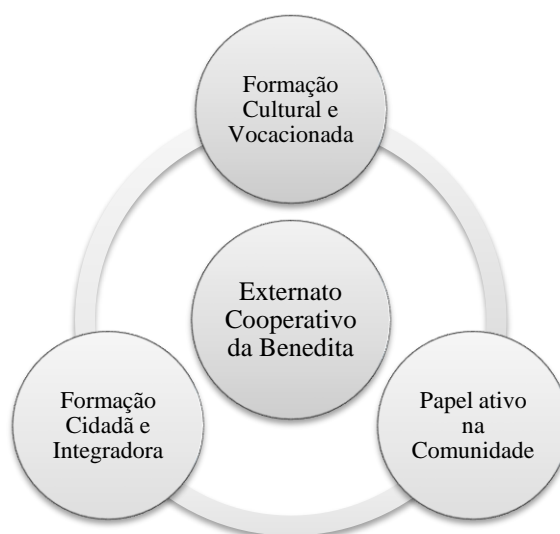 Formação
Cultural e
Vocacionada
Externato
Cooperativo
da Benedita
Formação
Cidadã e
Integradora
Papel ativo
na
Comunidade